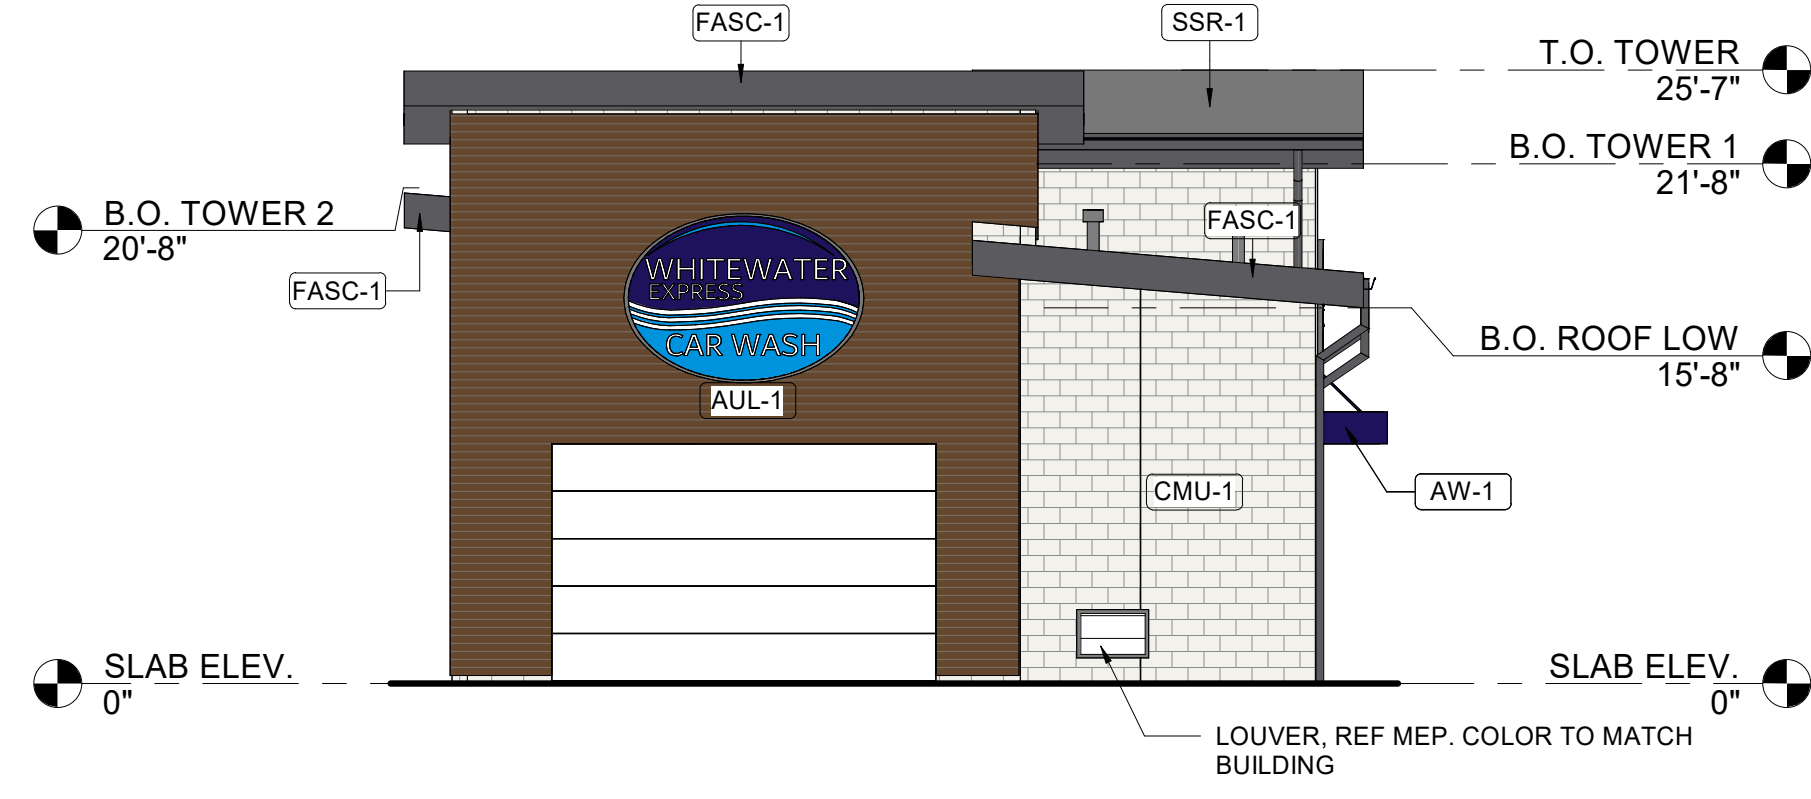 FASC-1
SSR-1
T.O. TOWER
25'-7"
B.O. TOWER 1
21'-8"
B.O. TOWER 2
20'-8"
FASC-1
FASC-1
WHITEWATER
EXPRESS
CAR WASH
AUL-1
B.O. ROOF LOW
15'-8"
CMU-1
AW-1
SLAB ELEV.
0"
SLAB ELEV.
0"
LOUVER, REF MEP. COLOR TO MATCH
BUILDING